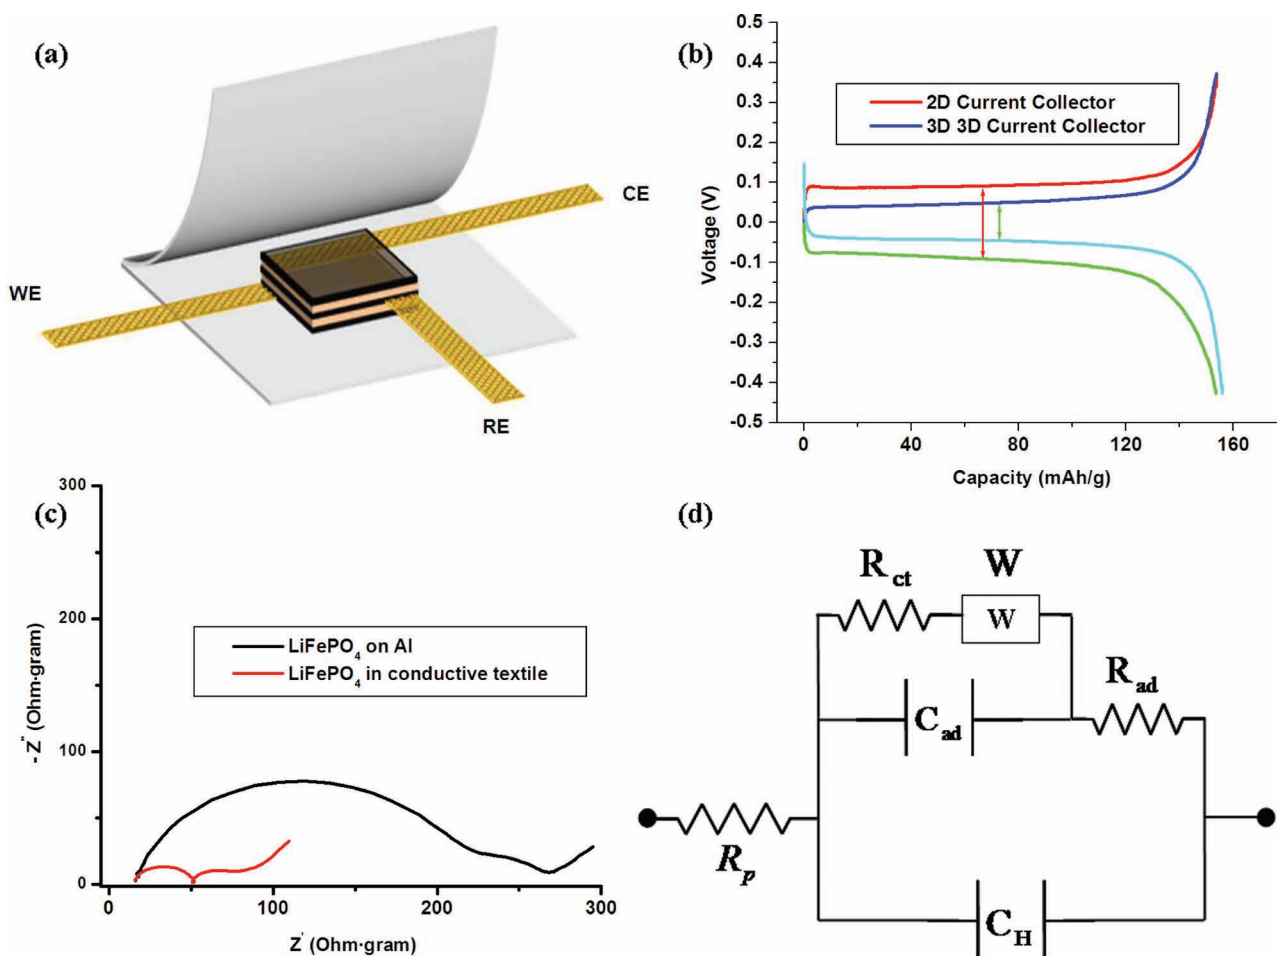 (a)
CE
WE
RE
(b)
0.5
0.4
0.3
0.2
0.1
0.0
-0.1
-0.2
-0.3
-0.4
-0.5
Voltage (V)
2D Current Collector
3D 3D Current Collector
0
40
80
120
160
Capacity (mAh/g)
(c)
300
200
100
0
-Z" (Ohm·gram)
LiFePO4 on Al
LiFePO4 in conductive textile
0
100
200
300
Z' (Ohm·gram)
(d)
Rct
W
W
Rad
Cad
Rp
CH